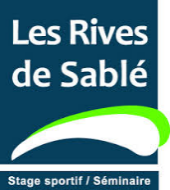 Les Rives
de Sablé
Stage sportif / Séminaire